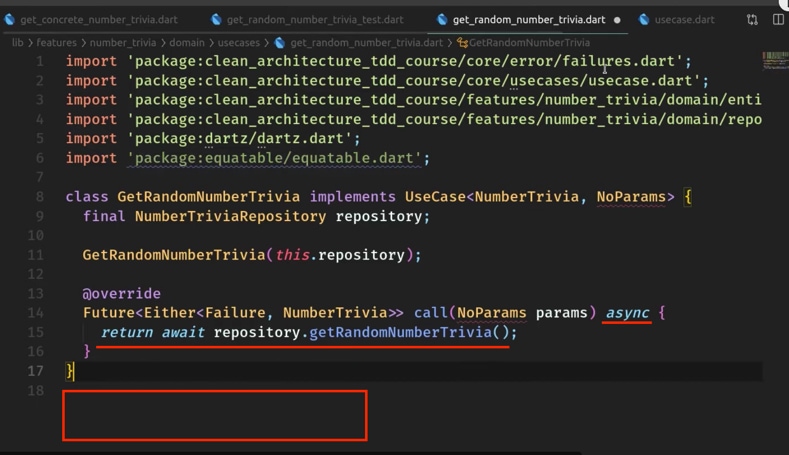 get_concrete_number_trivia.dart
get_random_number_trivia_test.dart
get_random_number_trivia.dart
usecase.dart
lib > features > number_trivia > domain > usecases > get_random_number_trivia.dart > GetRandomNumberTrivia
1 import 'package:clean_architecture_tdd_course/core/error/failures.dart';
2 import 'package:clean_architecture_tdd_course/core/usecases/usecase.dart';
3 import 'package:clean_architecture_tdd_course/features/number_trivia/domain/enti
4 import 'package:clean_architecture_tdd_course/features/number_trivia/domain/repo
5 import 'package:dartz/dartz.dart';
6 import 'package:equatable/equatable.dart';
7
8 class GetRandomNumberTrivia implements UseCase<NumberTrivia, NoParams> {
9 final NumberTriviaRepository repository;
10
11 GetRandomNumberTrivia(this.repository);
12
13 @override
14 Future<Either<Failure, NumberTrivia>> call(NoParams params) async {
15 return await repository.getRandomNumberTrivia();
16 }
17 }
18